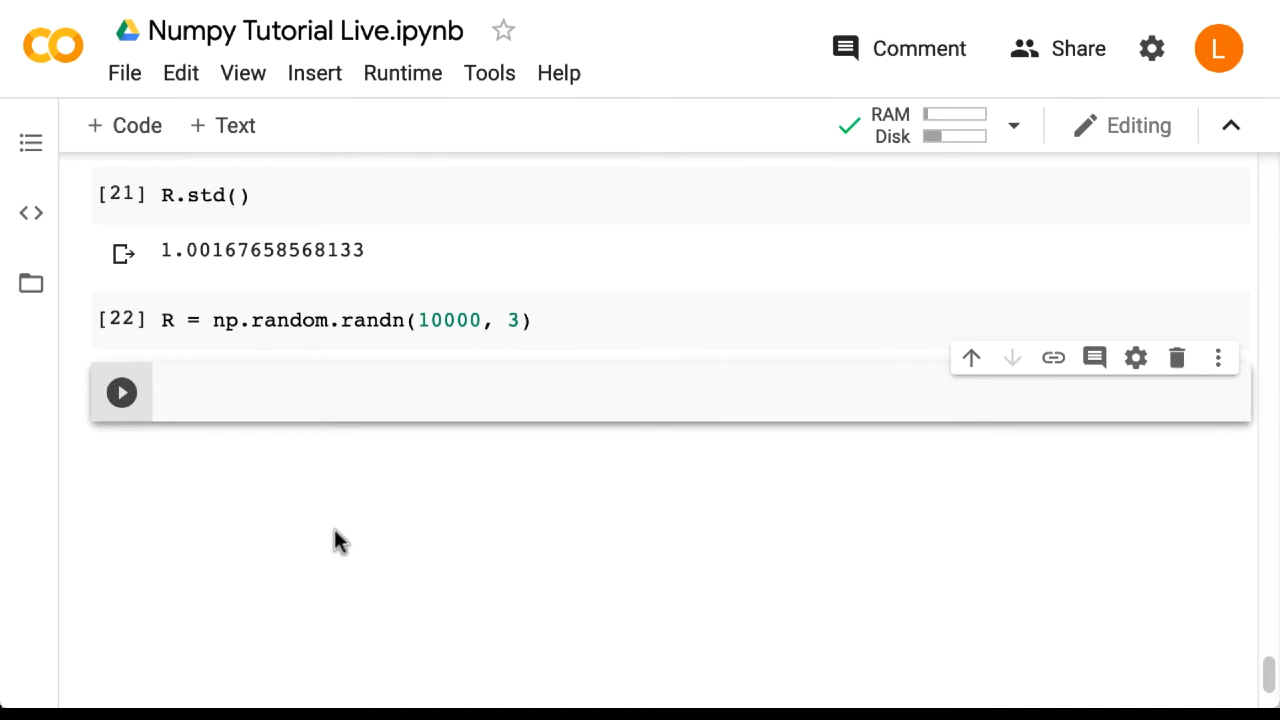 Numpy Tutorial Live.ipynb
File Edit View Insert Runtime Tools Help
Comment Share L
+ Code + Text
RAM
Disk
Editing
[21] R.std()
1.00167658568133
[22] R = np.random.randn(10000, 3)